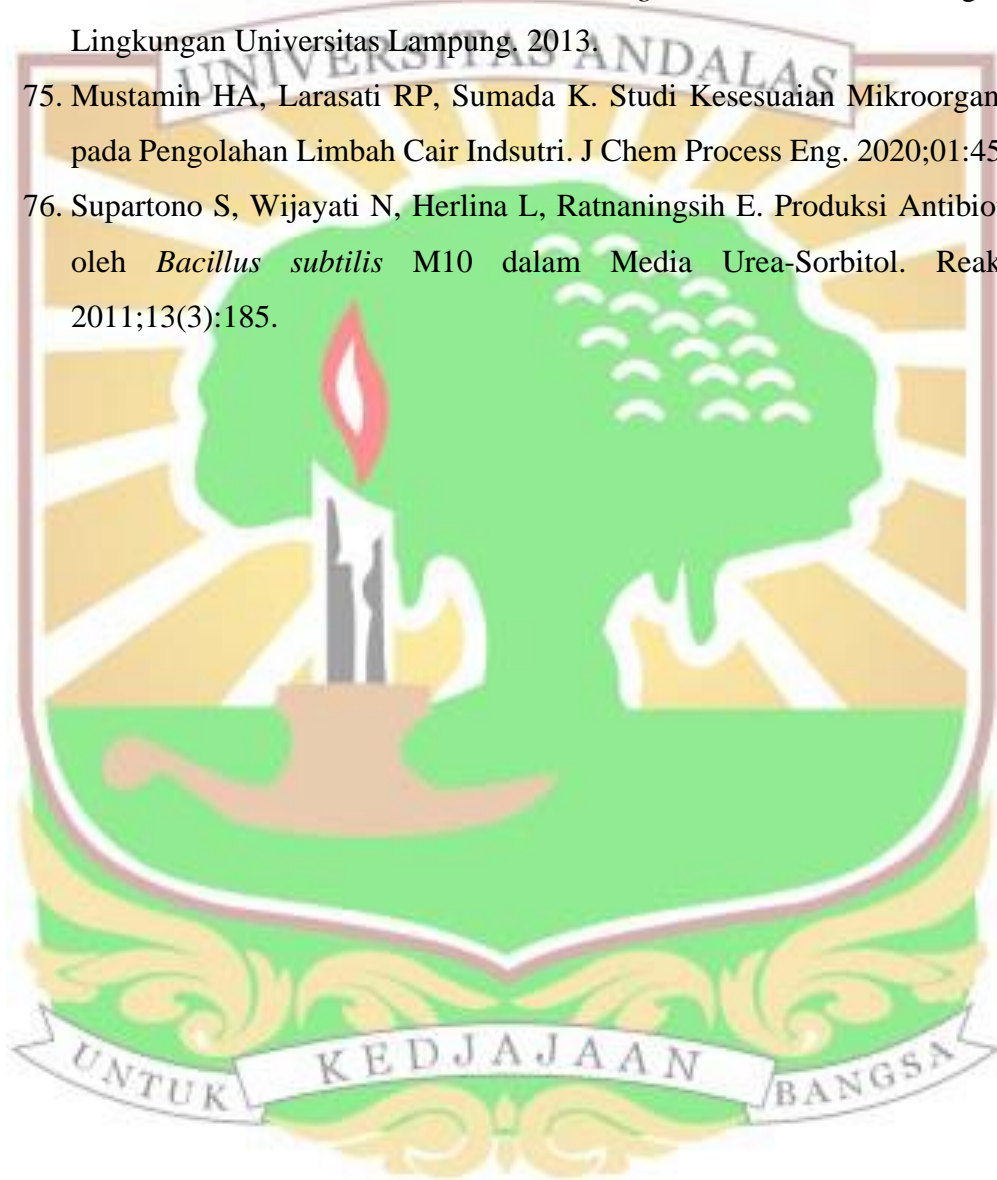 Lingkungan Universitas Lampung. 2013.
UNIVERSITAS ANDALAS
75. Mustamin HA, Larasati RP, Sumada K. Studi Kesesuaian Mikroorgan
pada Pengolahan Limbah Cair Indsutri. J Chem Process Eng. 2020;01:45
76. Supartono S, Wijayati N, Herlina L, Ratnaningsih E. Produksi Antibio
oleh Bacillus subtilis M10 dalam Media Urea-Sorbitol. Reak
2011;13(3):185.
UNTUK KEDJAJAAN BANGSA